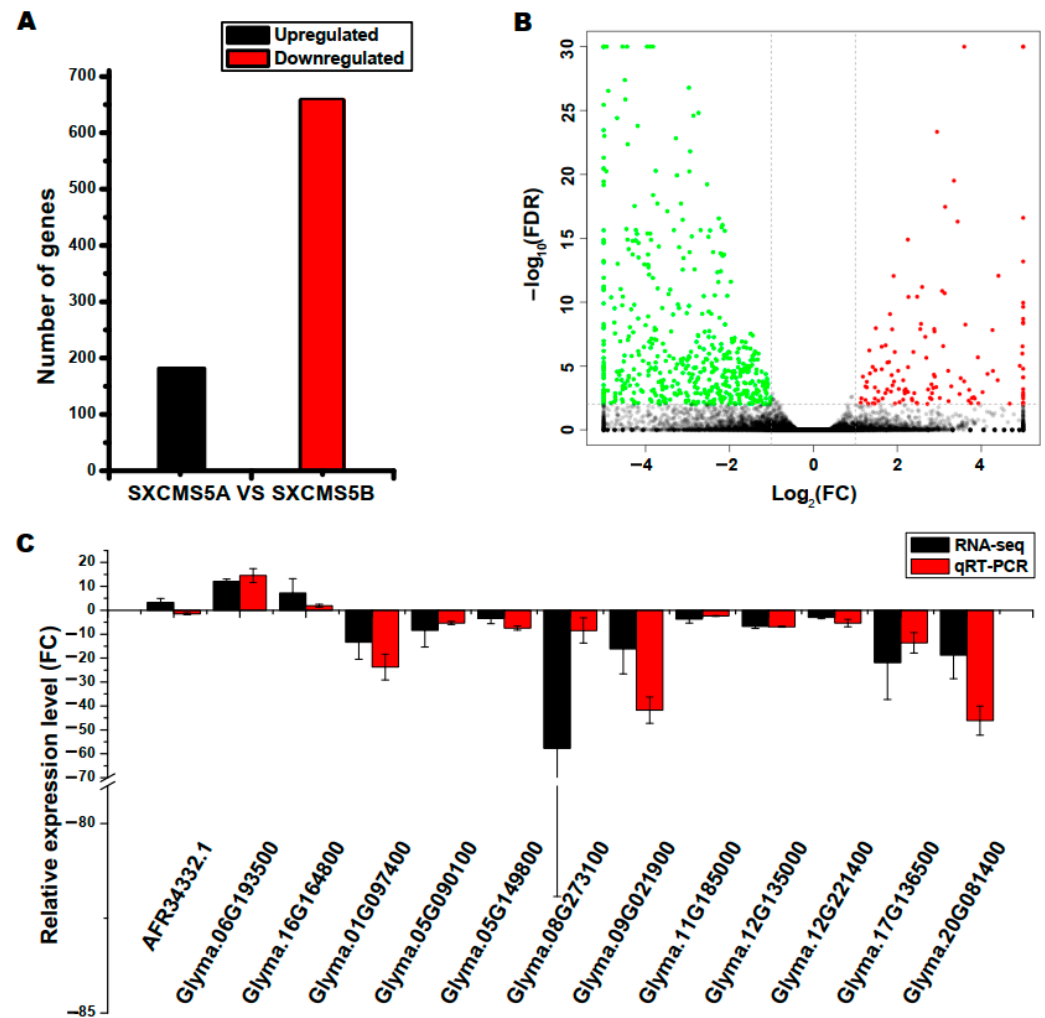 A
Upregulated
Downregulated
700
600
500
400
300
200
100
0
Number of genes
SXCMS5A VS SXCMS5B
B
30
25
20
15
10
5
0
−log10(FDR)
−4 −2 0 2 4
Log2(FC)
C
RNA-seq
qRT-PCR
20
10
0
−10
−20
−30
−40
−50
−60
−70
−80
−85
Relative expression level (FC)
AFR34332.1
Glyma.06G193500
Glyma.16G164800
Glyma.01G097400
Glyma.05G090100
Glyma.05G149800
Glyma.08G273100
Glyma.09G021900
Glyma.11G185000
Glyma.12G135000
Glyma.12G221400
Glyma.17G136500
Glyma.20G081400